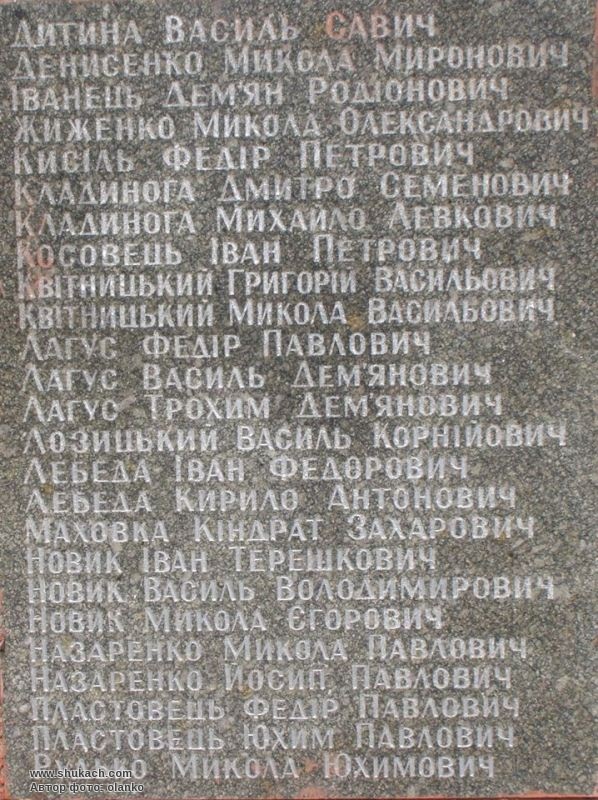 Дитина Василь Савич
Денисенко Микола Миронович
Іванець Дем'ян Родіонович
Жиженко Микола Олександрович
Кисіль Федір Петрович
Кладинога Дмитро Семенович
Кладинога Михайло Левкович
Косовець Іван Петрович
Квітницький Григорій Васильович
Квітницький Микола Васильович
Лагус Федір Павлович
Лагус Василь Дем'янович
Лагус Трохим Дем'янович
Лозицький Василь Корнійович
Лебеда Іван Федорович
Лебеда Кирило Антонович
Маховка Кіндрат Захарович
Новик Іван Терешкович
Новик Василь Володимирович
Новик Микола Єгорович
Назаренко Микола Павлович
Назаренко Йосип Павлович
Пластовець Федір Павлович
Пластовець Юхим Павлович
Микола Юхимович
www.shukach.com
Автор фото: olanko